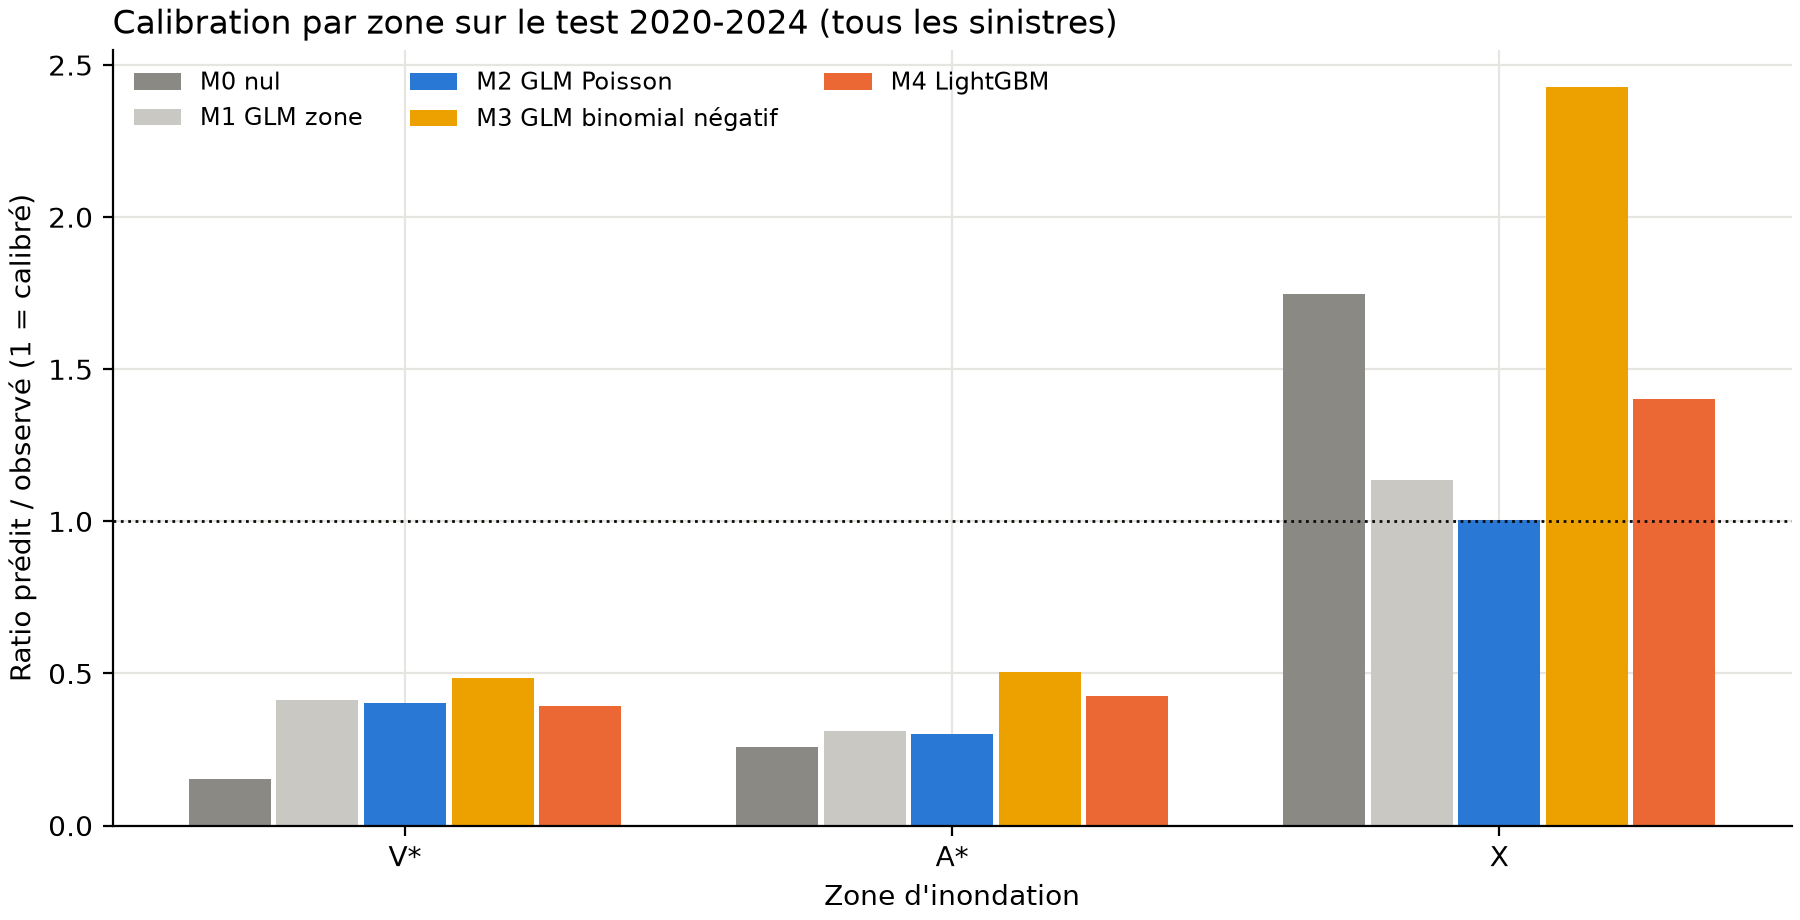 Calibration par zone sur le test 2020-2024 (tous les sinistres)
M0 nul
M1 GLM zone
M2 GLM Poisson
M3 GLM binomial négatif
M4 LightGBM
Ratio prédit / observé (1 = calibré)
2.5
2.0
1.5
1.0
0.5
0.0
V*
A*
X
Zone d'inondation